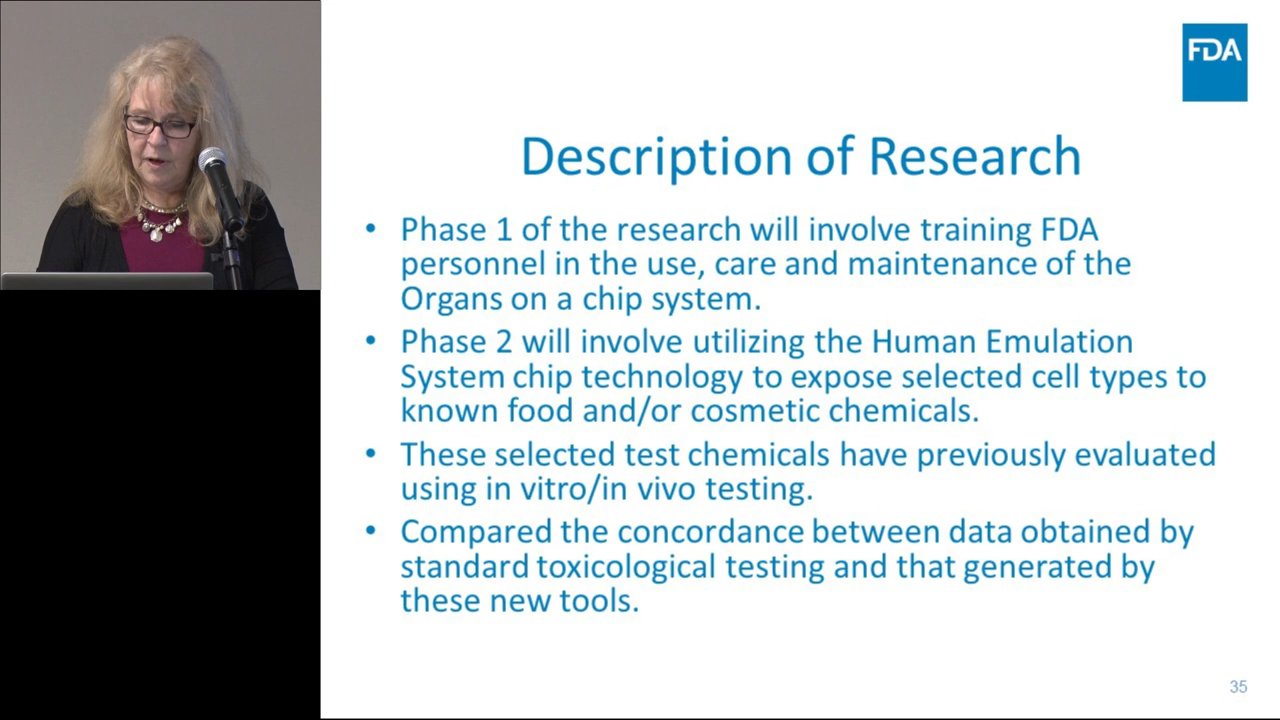 FDA
Description of Research
• Phase 1 of the research will involve training FDA
personnel in the use, care and maintenance of the
Organs on a chip system.
• Phase 2 will involve utilizing the Human Emulation
System chip technology to expose selected cell types to
known food and/or cosmetic chemicals.
• These selected test chemicals have previously evaluated
using in vitro/in vivo testing.
• Compared the concordance between data obtained by
standard toxicological testing and that generated by
these new tools.
35